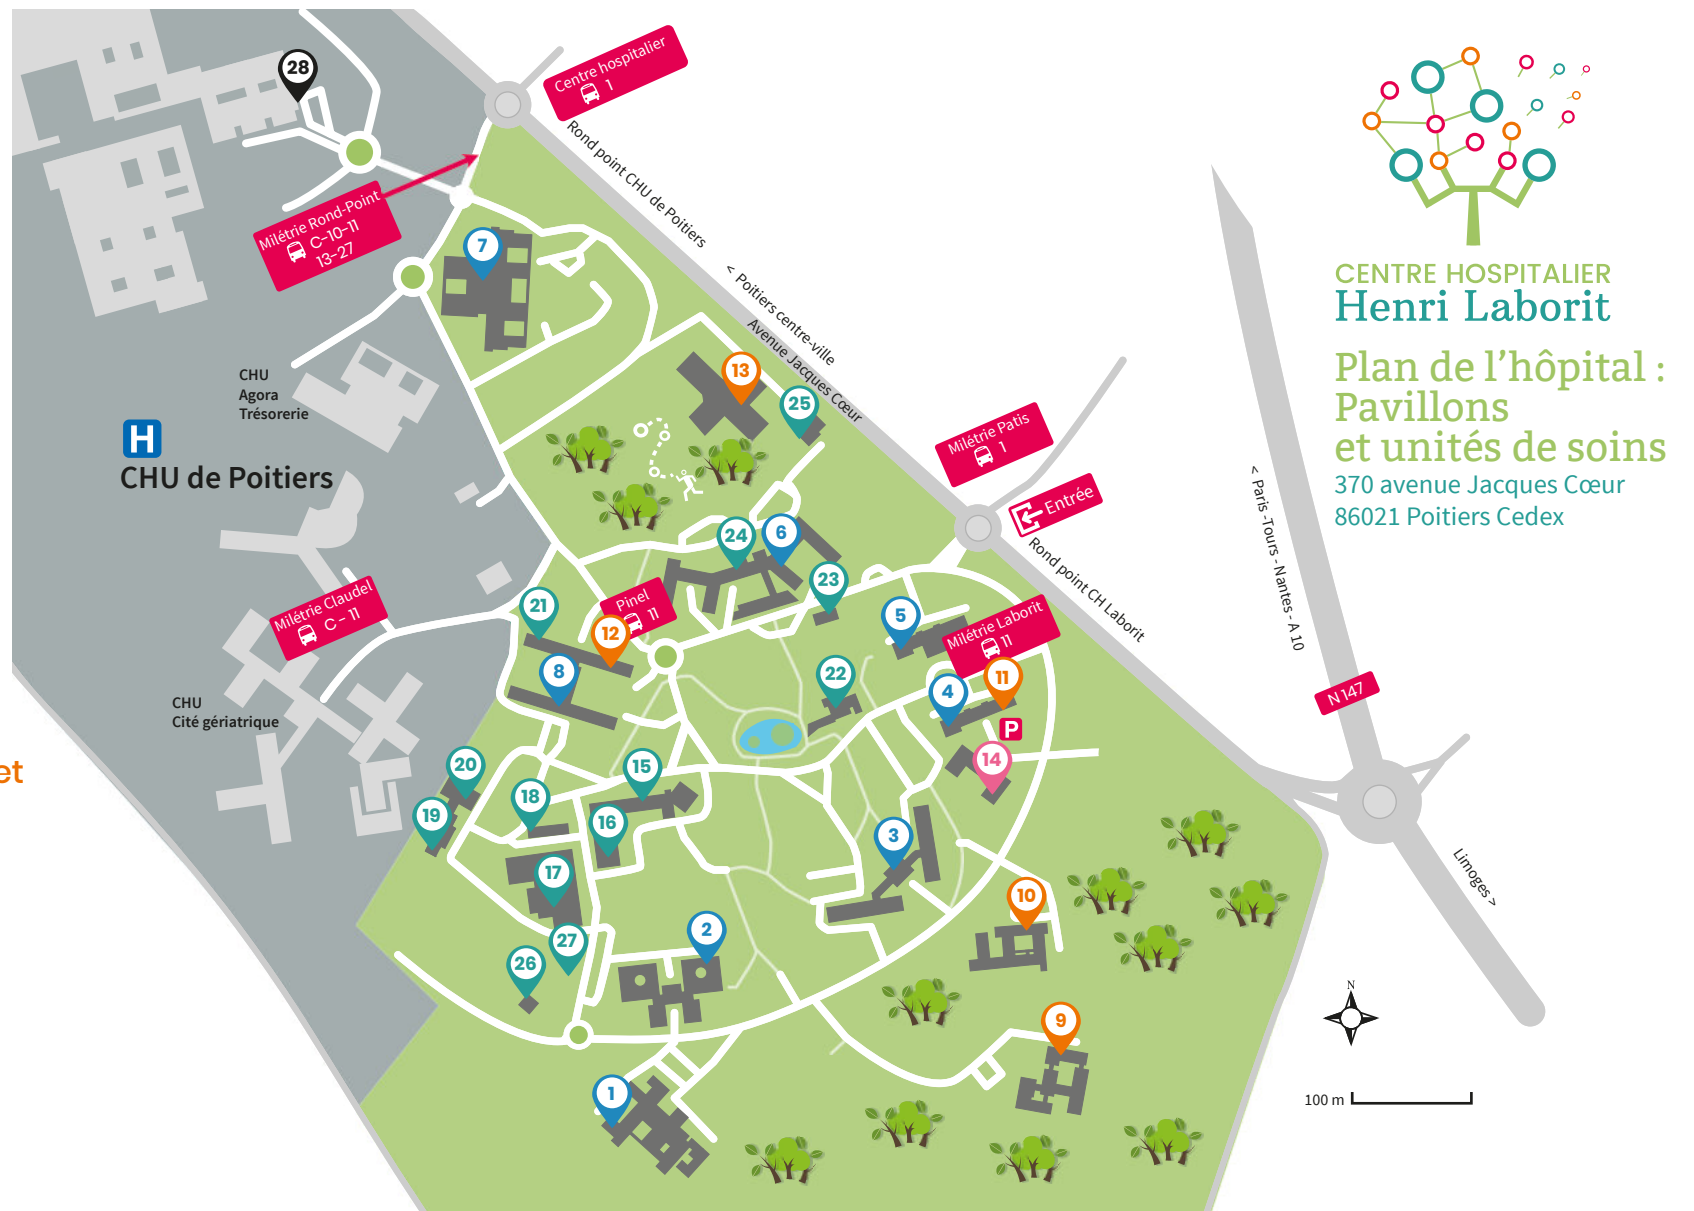 28
Centre hospitalier
1
Rond point CHU de Poitiers
Milétrie Rond-Point
C-10-11
13-27
7
< Poitiers centre-ville
Avenue Jacques Cœur
13
25
CHU
Agora
Trésorerie
H
CHU de Poitiers
Milétrie Patis
1
Entrée
Rond point CH Laborit
CENTRE HOSPITALIER
Henri Laborit
Plan de l’hôpital :
Pavillons
et unités de soins
370 avenue Jacques Cœur
86021 Poitiers Cedex
< Paris -Tours - Nantes - A 10
24
6
23
Milétrie Claudel
C - 11
21
Pinel
11
12
5
Milétrie Laborit
11
8
22
4
11
P
N 147
CHU
Cité gériatrique
et
14
20
15
18
19
16
3
17
Limoges >
10
2
27
26
N
9
1
100 m